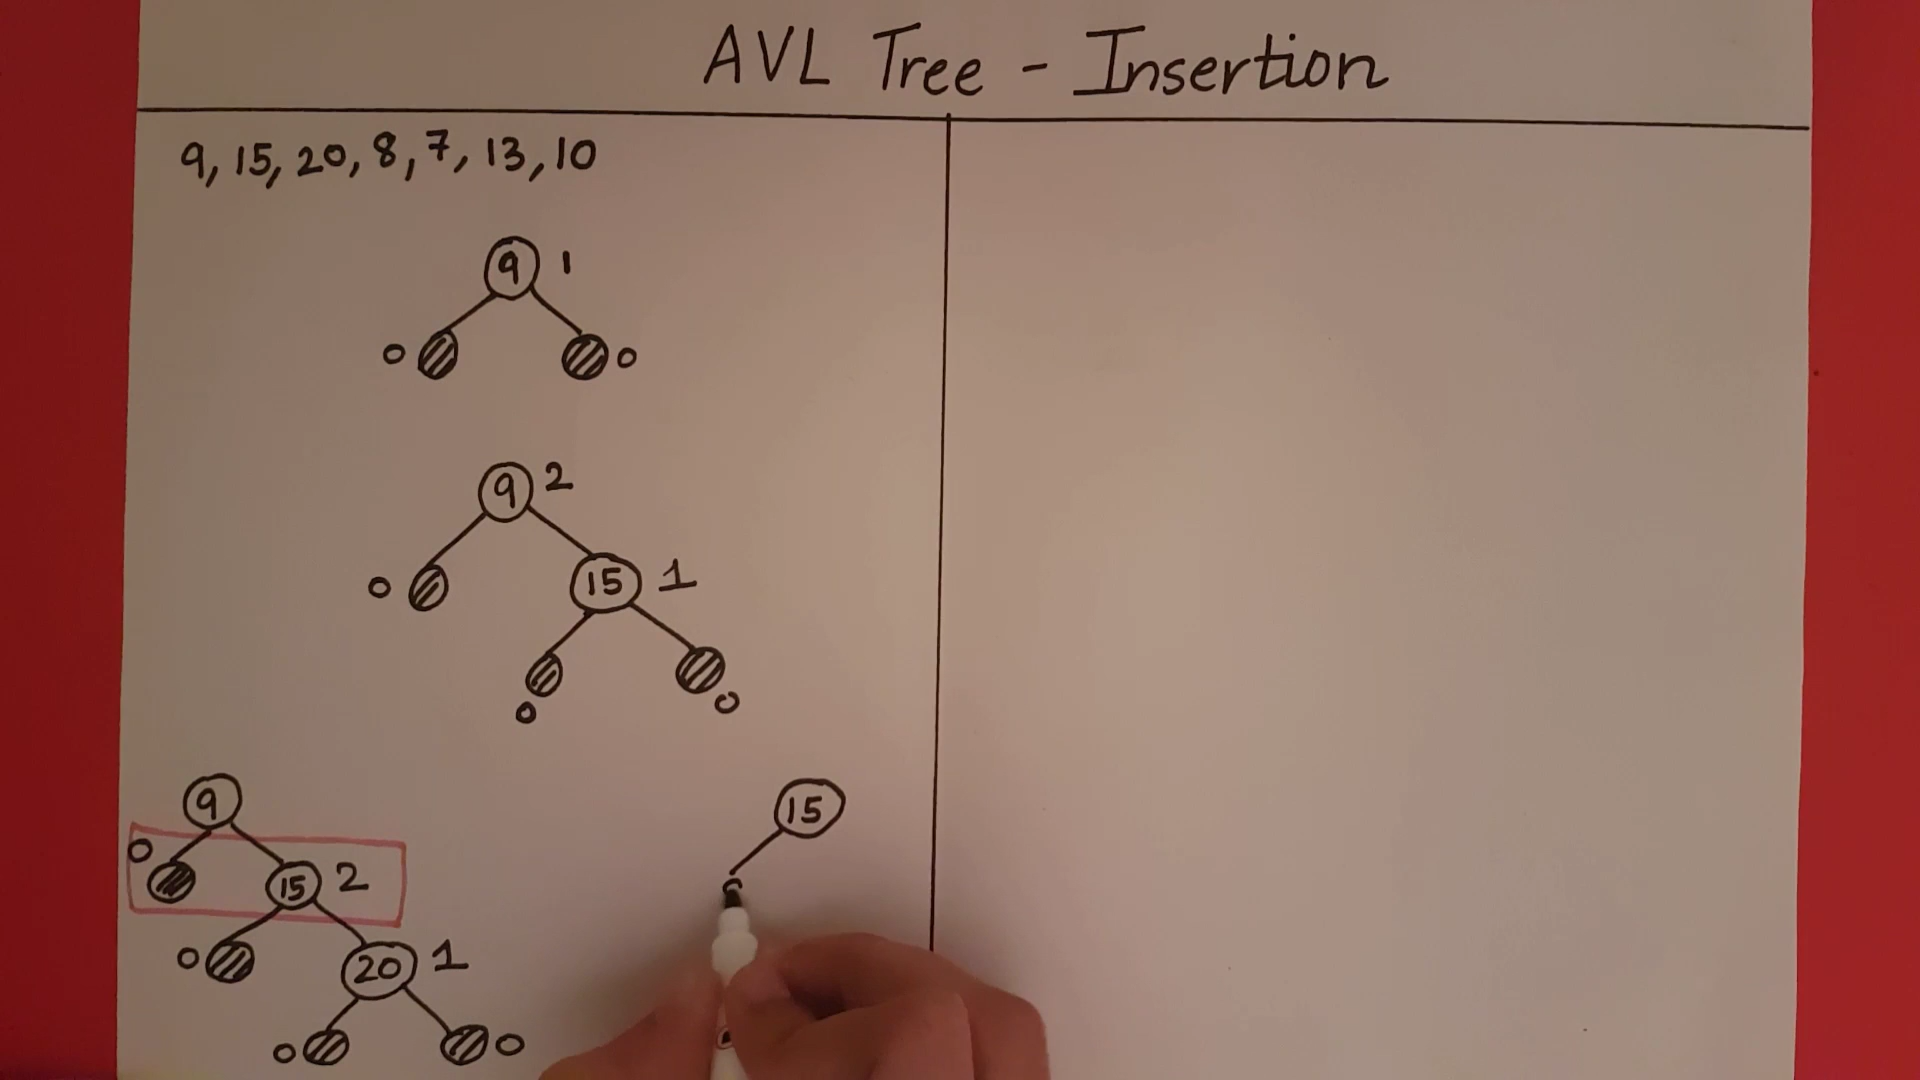 AVL Tree - Insertion
9, 15, 20, 8, 7, 13, 10
9 1
0 0
9 2
0 15 1
0 0
9 15
0 15 2
0 20 1
0 0